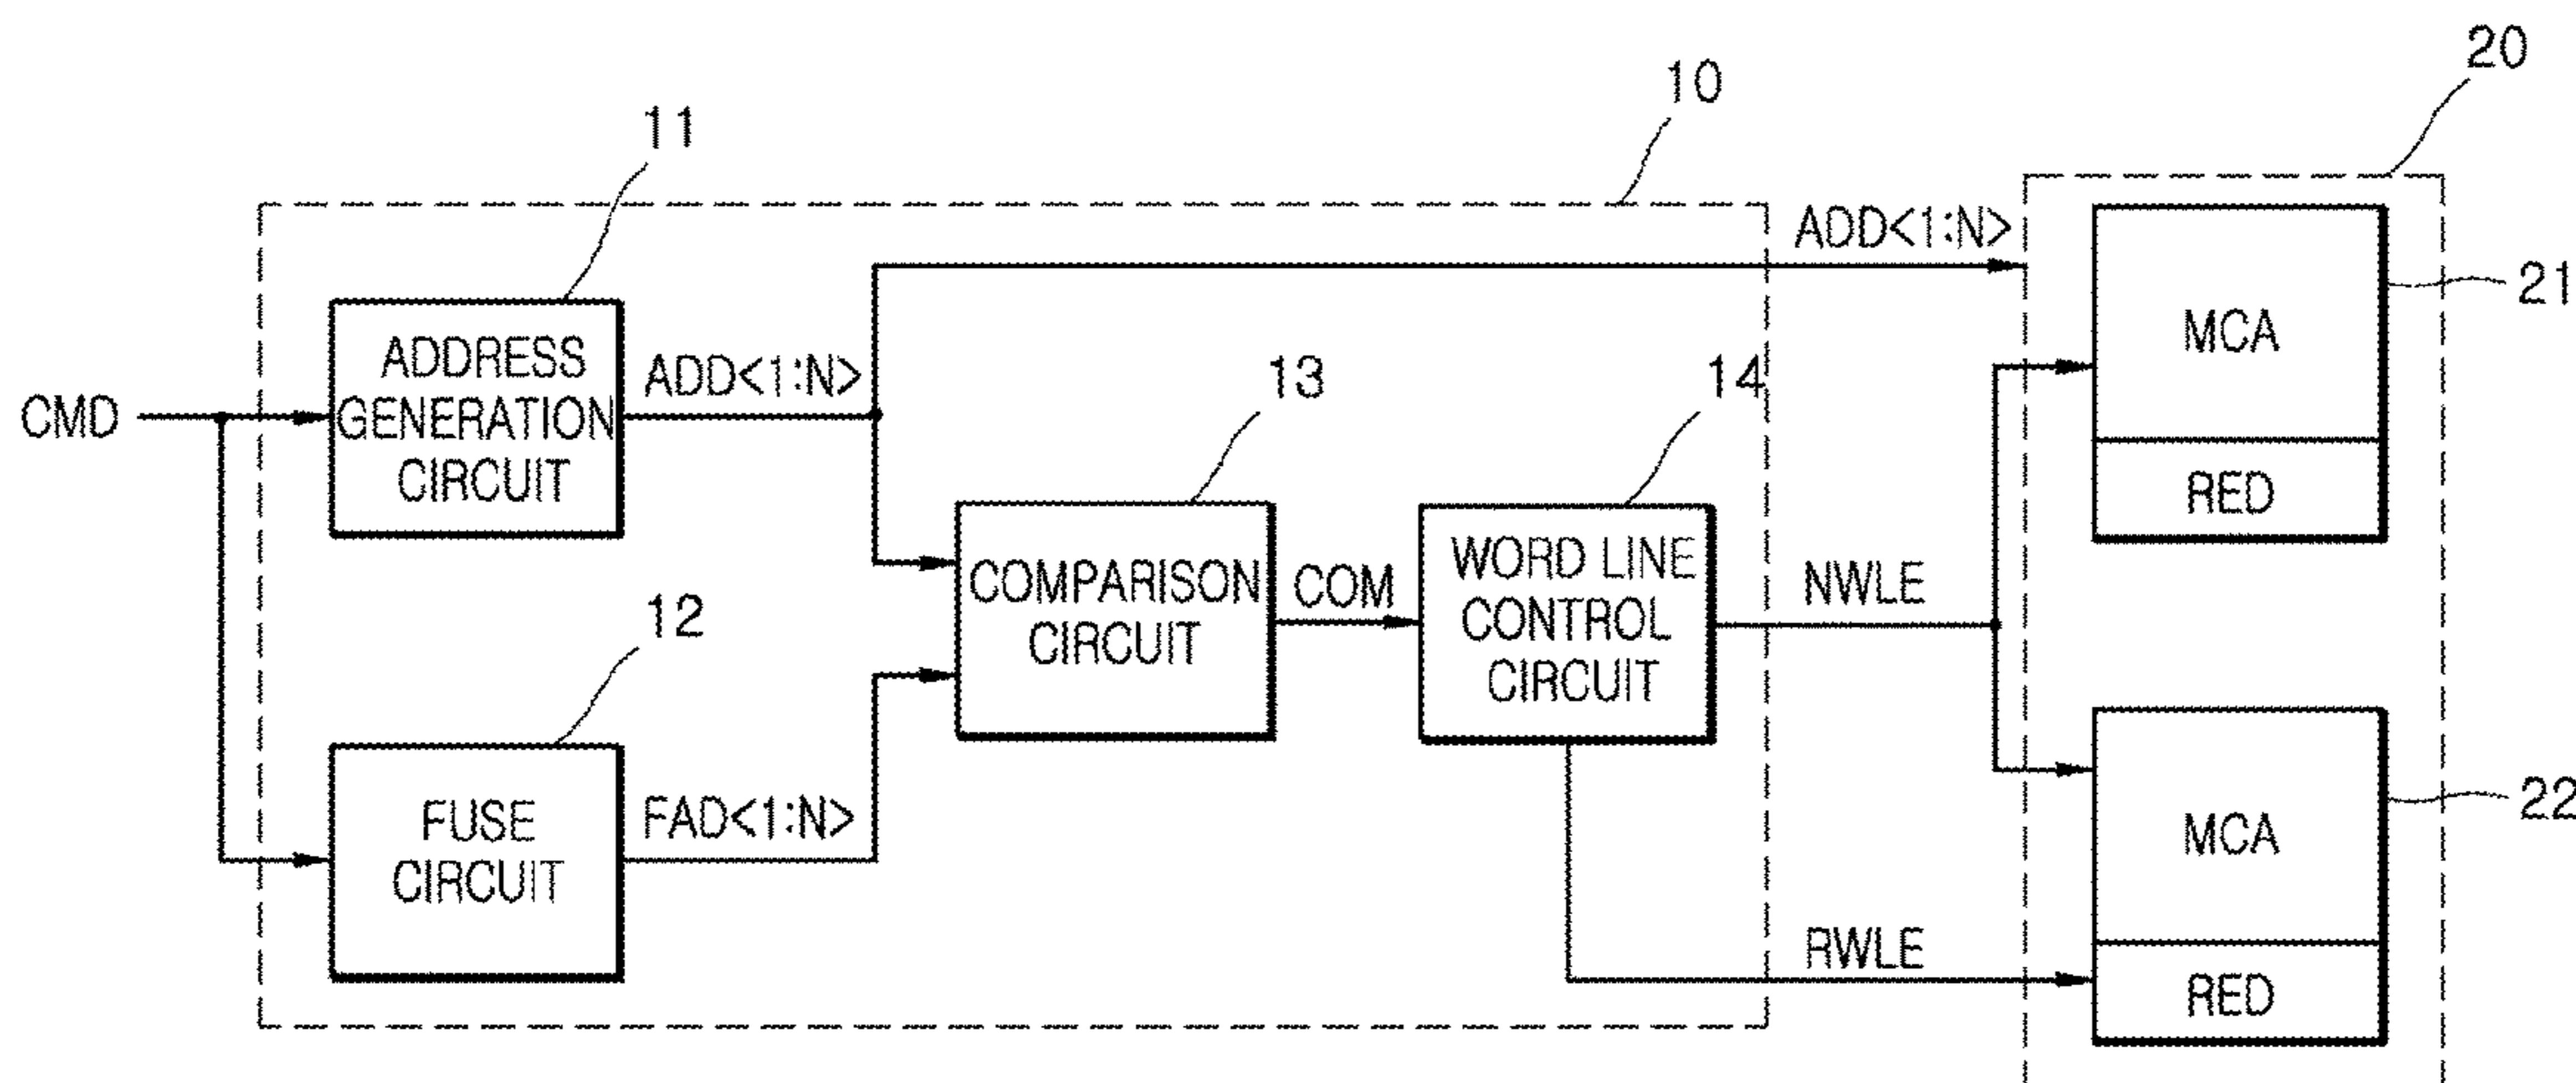 20
10
11
ADD<1:N>
21
MCA
ADDRESS
GENERATION
CIRCUIT
CMD
ADD<1:N>
13
14
RED
WORD LINE
CONTROL
CIRCUIT
COMPARISON
CIRCUIT
COM
NWLE
12
FUSE
CIRCUIT
FAD<1:N>
22
MCA
RWLE
RED